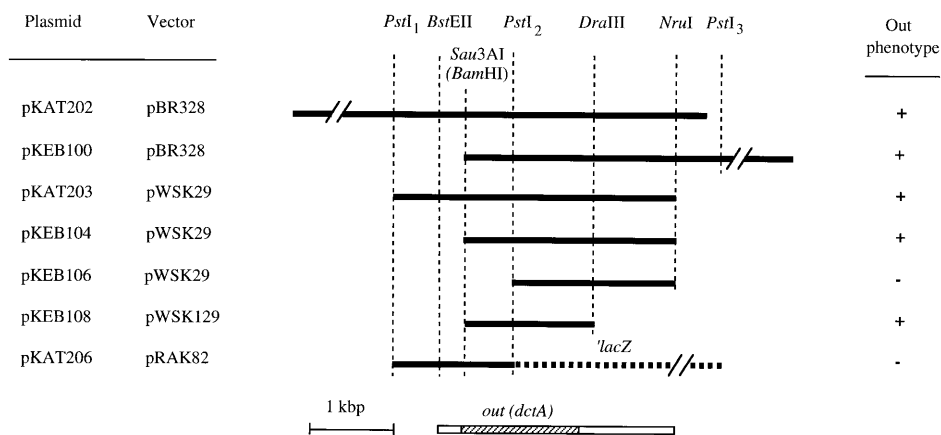 Plasmid Vector PstI1 BstEII PstI2 DraIII NruI PstI3 Out phenotype
Sau3AI
(BamHI)
pKAT202 pBR328 +
pKEB100 pBR328 +
pKAT203 pWSK29 +
pKEB104 pWSK29 +
pKEB106 pWSK29 -
pKEB108 pWSK129 +
'lacZ
pKAT206 pRAK82 -
1 kbp out (dctA)